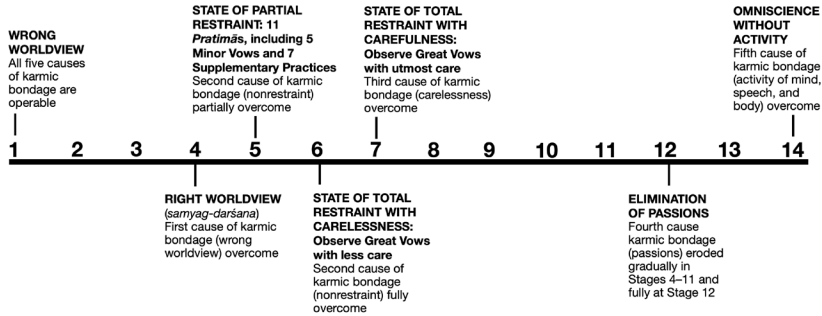 WRONG
WORLDVIEW
All five causes
of karmic
bondage are
operable
STATE OF PARTIAL
RESTRAINT: 11
Pratimās, including 5
Minor Vows and 7
Supplementary Practices
Second cause of karmic
bondage (nonrestraint)
partially overcome
STATE OF TOTAL
RESTRAINT WITH
CAREFULNESS:
Observe Great Vows
with utmost care
Third cause of karmic
bondage (carelessness)
overcome
OMNISCIENCE
WITHOUT
ACTIVITY
Fifth cause of
karmic bondage
(activity of mind,
speech, and
body) overcome
1 2 3 4 5 6 7 8 9 10 11 12 13 14
RIGHT WORLDVIEW
(samyag-darśana)
First cause of karmic
bondage (wrong
worldview) overcome
STATE OF TOTAL
RESTRAINT WITH
CARELESSNESS:
Observe Great Vows
with less care
Second cause of
karmic bondage
(nonrestraint) fully
overcome
ELIMINATION
OF PASSIONS
Fourth cause
karmic bondage
(passions) eroded
gradually in
Stages 4–11 and
fully at Stage 12